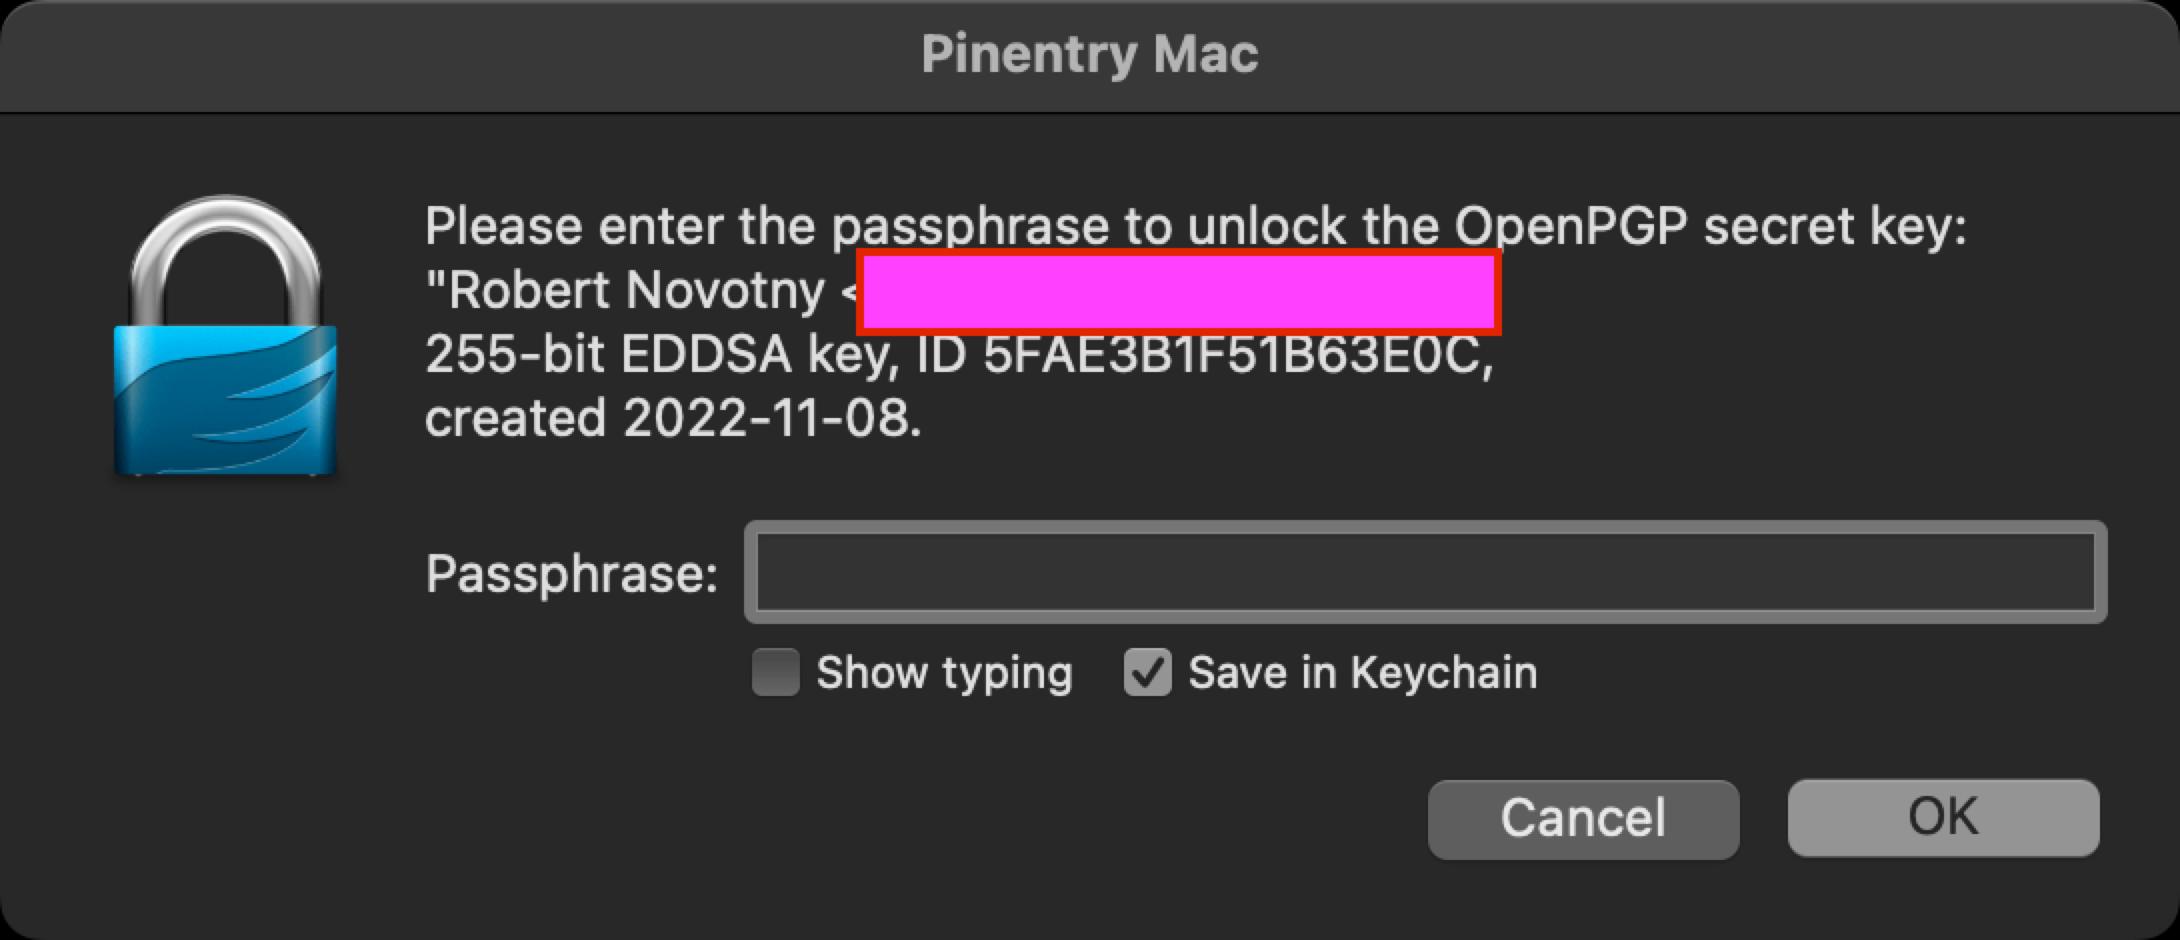 Pinentry Mac
Please enter the passphrase to unlock the OpenPGP secret key:
"Robert Novotny <
255-bit EDDSA key, ID 5FAE3B1F51B63E0C,
created 2022-11-08.
Passphrase:
Show typing Save in Keychain
Cancel OK